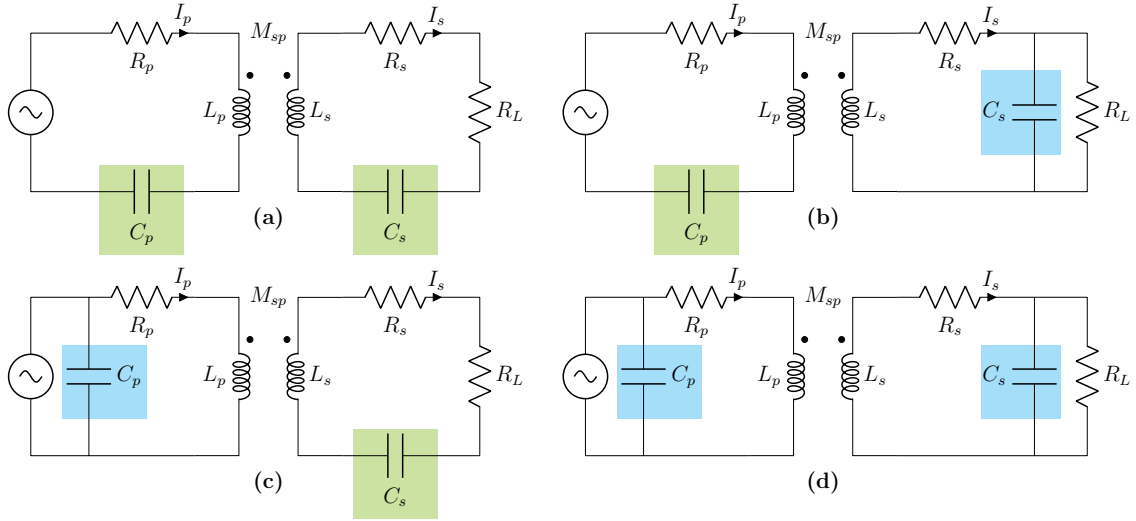 I_p M_sp I_s
R_p R_s
L_p L_s R_L
C_p (a) C_s
I_p M_sp I_s
R_p R_s
L_p L_s C_s R_L
C_p (b)
I_p M_sp I_s
R_p R_s
C_p L_p L_s R_L
(c) C_s
I_p M_sp I_s
R_p R_s
C_p L_p L_s C_s R_L
(d)